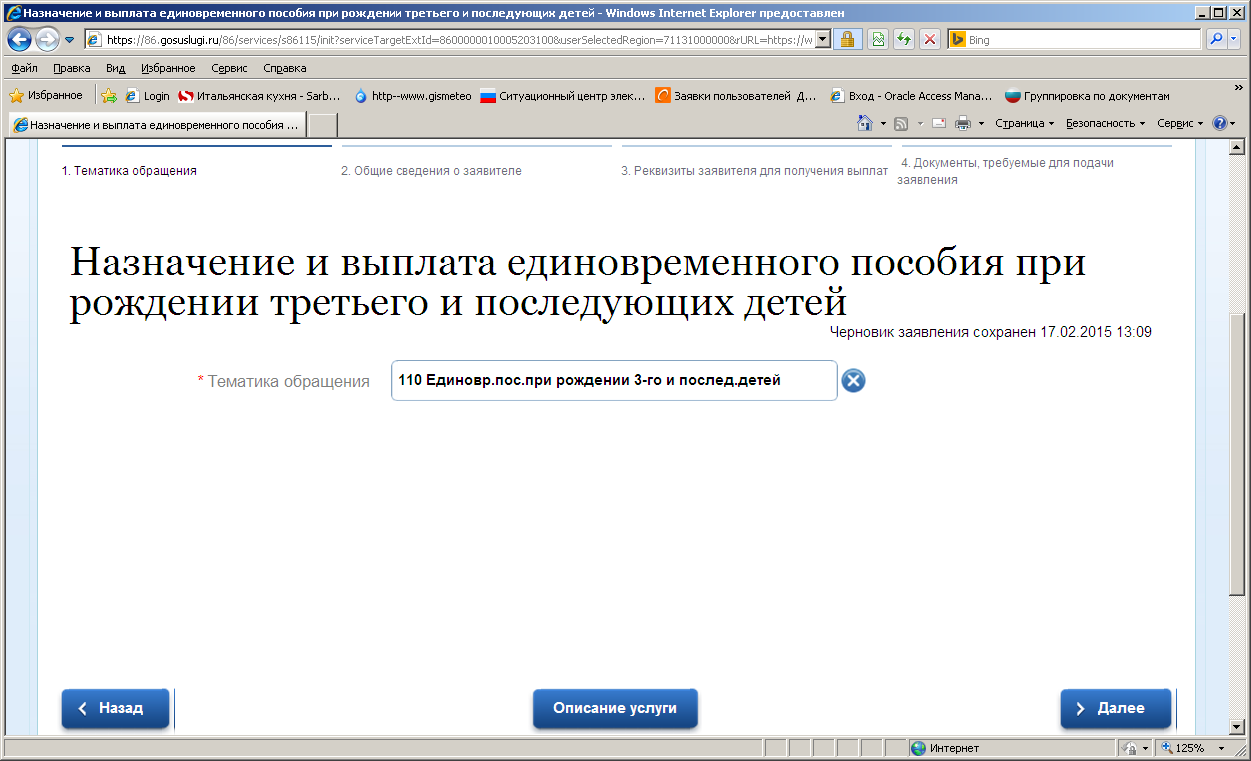 Назначение и выплата единовременного пособия при рождении третьего и последующих детей - Windows Internet Explorer предоставлен
https://86.gosuslugi.ru/86/services/s86115/init?serviceTargetExtId=8600000010005203100&userSelectedRegion=71131000000&rURL=https://w
Bing
Файл Правка Вид Избранное Сервис Справка
Избранное Login Итальянская кухня - Sarb... http--www.gismeteo Ситуационный центр элек... Заявки пользователей Д... Вход - Oracle Access Mana... Группировка по документам
Назначение и выплата единовременного пособия ... Страница Безопасность Сервис
1. Тематика обращения
2. Общие сведения о заявителе
3. Реквизиты заявителя для получения выплат
4. Документы, требуемые для подачи
заявления
Назначение и выплата единовременного пособия при
рождении третьего и последующих детей
Черновик заявления сохранен 17.02.2015 13:09
* Тематика обращения 110 Единовр.пос.при рождении 3-го и послед.детей
Назад Описание услуги Далее
Интернет 125%